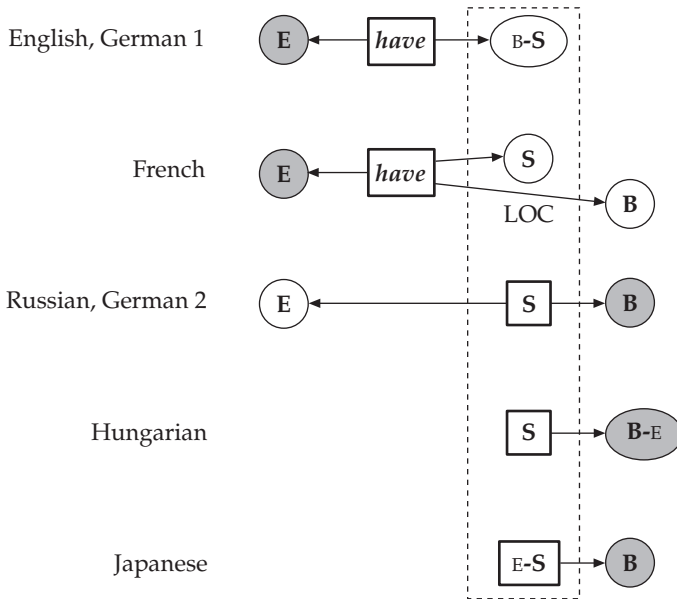 English, German 1 E have B-S
French E have S B
LOC
Russian, German 2 E S B
Hungarian S B-E
Japanese E-S B